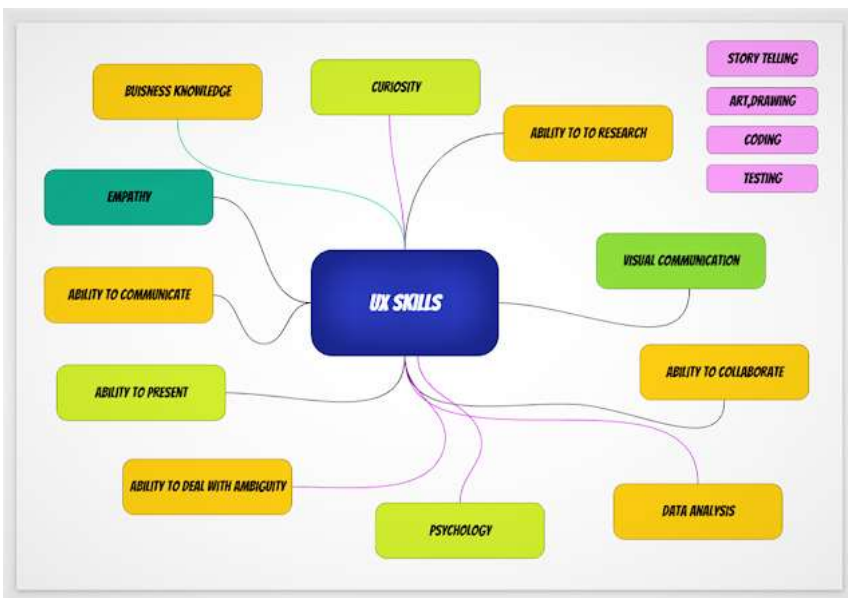 STORY TELLING
BUISNESS KNOWLEDGE
CURIOSITY
ART,DRAWING
ABILITY TO TO RESEARCH
CODING
TESTING
EMPATHY
VISUAL COMMUNICATION
ABILITY TO COMMUNICATE
UX SKILLS
ABILITY TO COLLABORATE
ABILITY TO PRESENT
ABILITY TO DEAL WITH AMBIGUITY
DATA ANALYSIS
PSYCHOLOGY